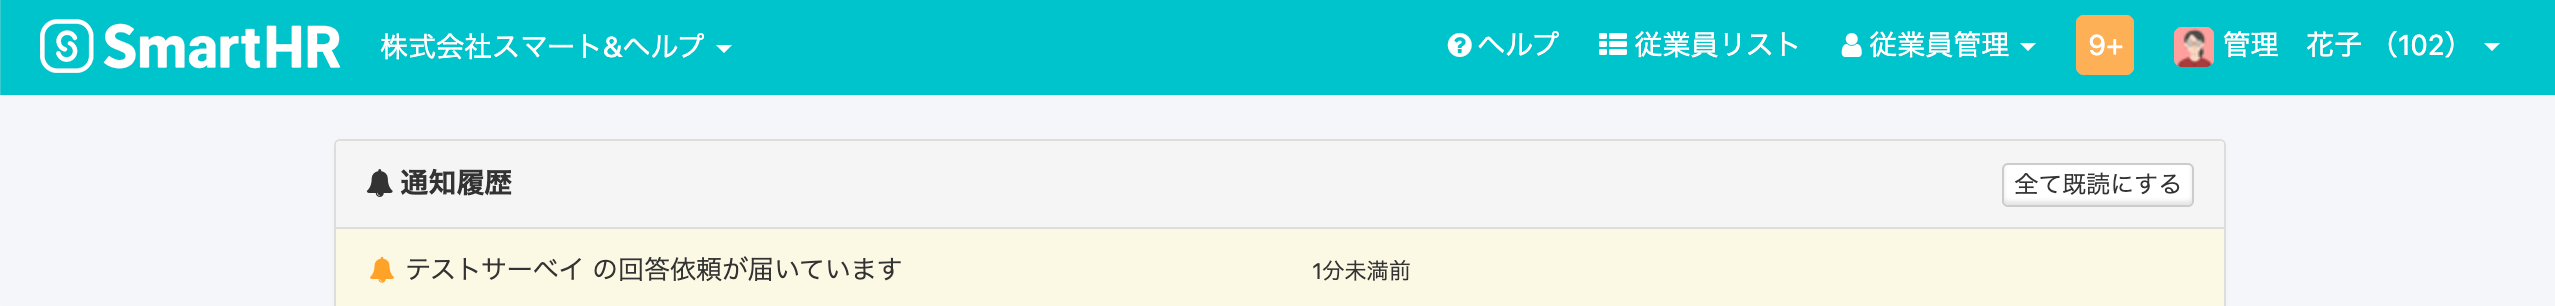 SmartHR 株式会社スマート&ヘルプ ヘルプ 従業員リスト 従業員管理 9+ 管理　花子 （102）
通知履歴 全て既読にする
テストサーベイ の回答依頼が届いています 1分未満前